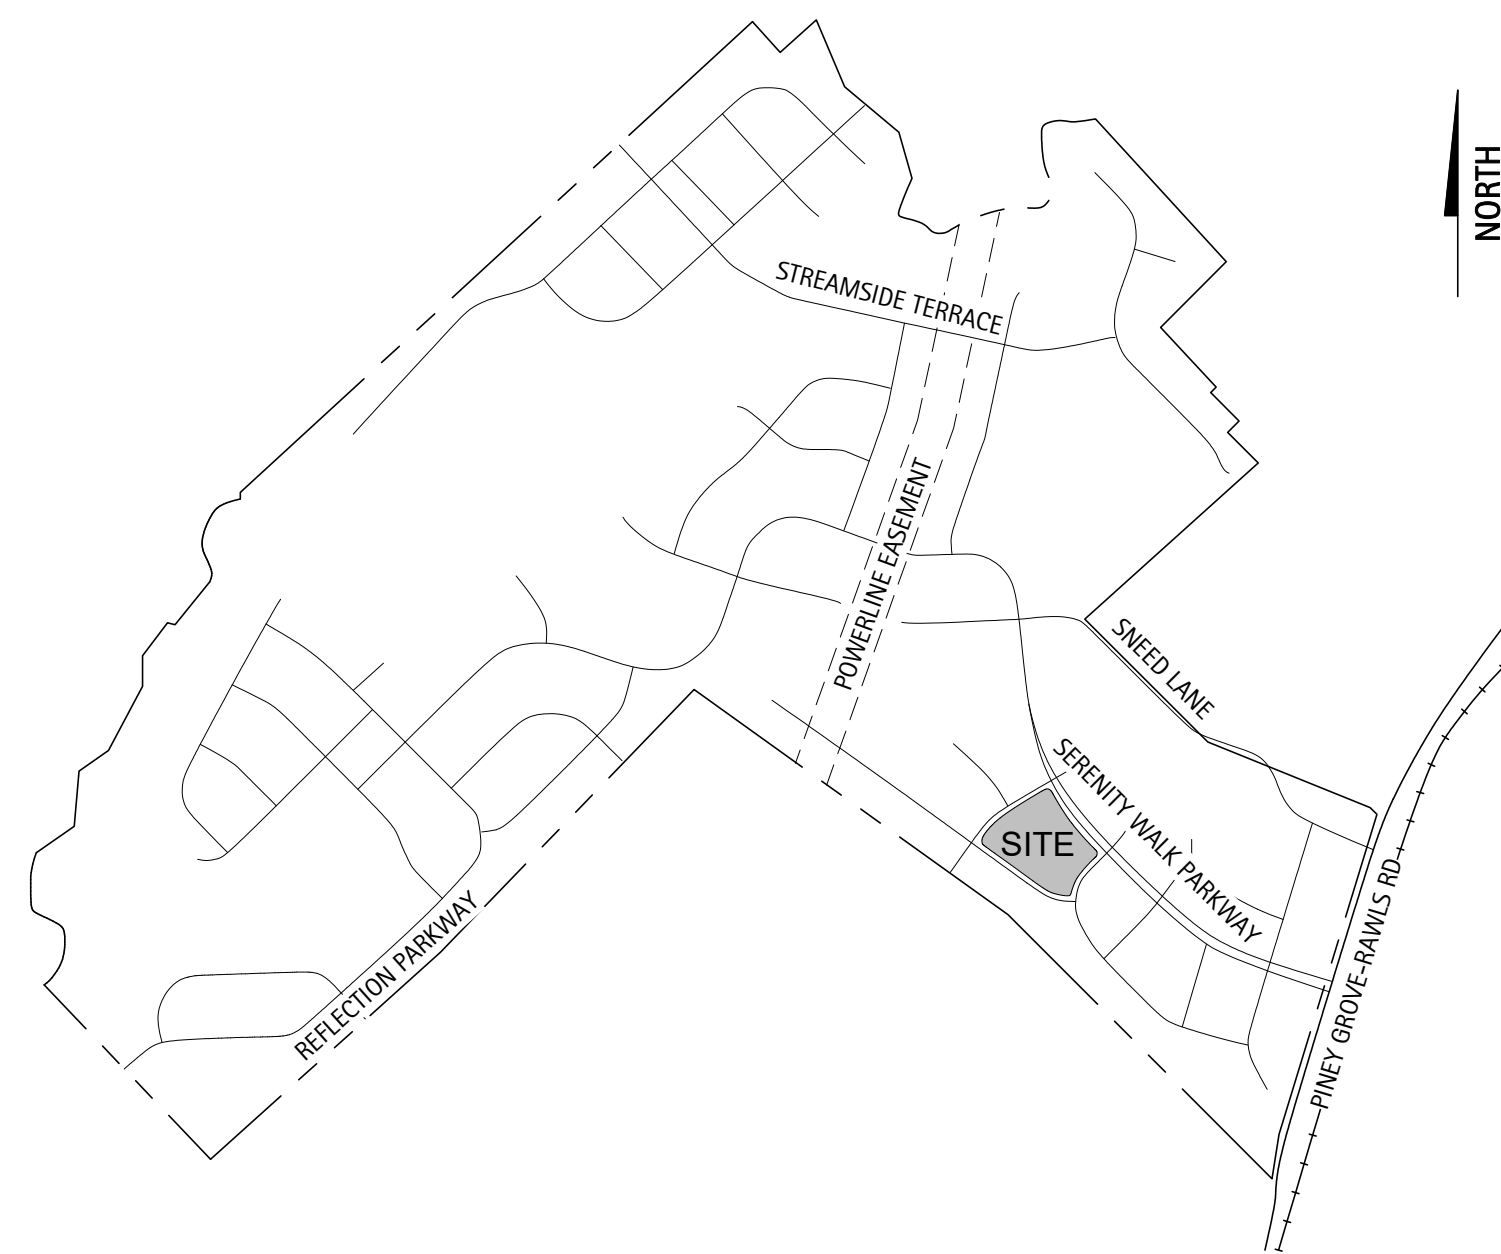 NORTH
STREAMSIDE TERRACE
POWERLINE EASEMENT
SNEED LANE
SERENITY WALK PARKWAY
SITE
PINEY GROVE-RAWLS RD
REFLECTION PARKWAY